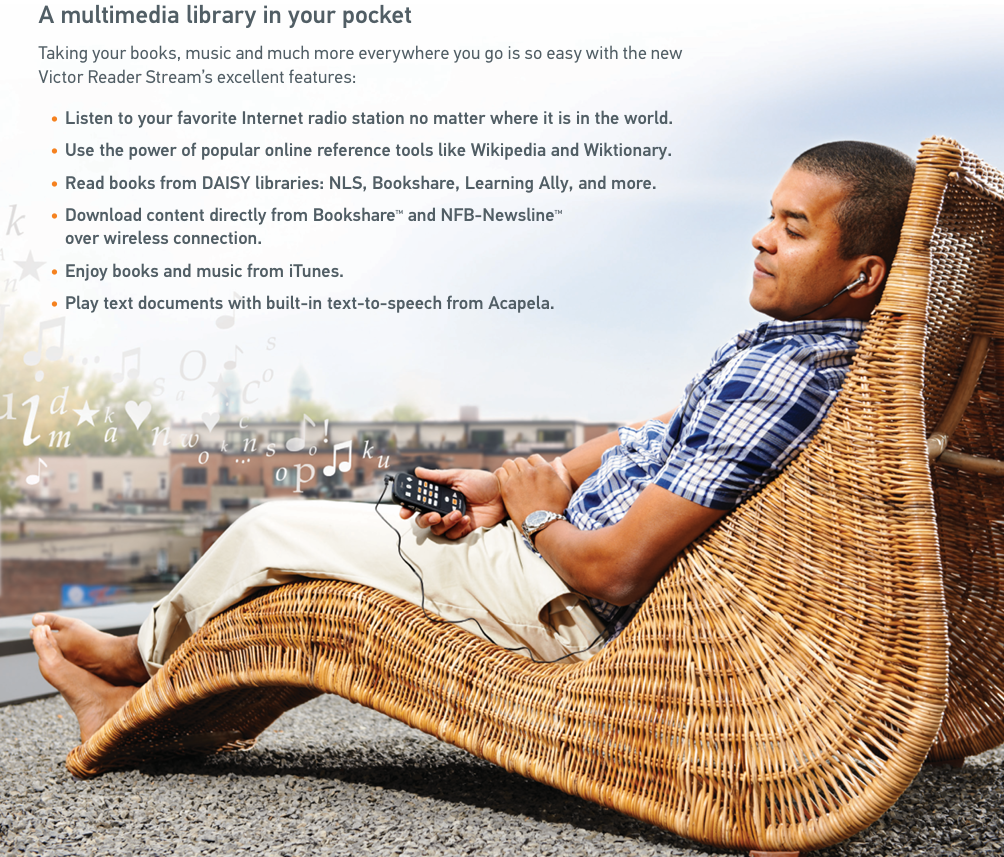 A multimedia library in your pocket
Taking your books, music and much more everywhere you go is so easy with the new
Victor Reader Stream’s excellent features:
• Listen to your favorite Internet radio station no matter where it is in the world.
• Use the power of popular online reference tools like Wikipedia and Wiktionary.
• Read books from DAISY libraries: NLS, Bookshare, Learning Ally, and more.
• Download content directly from Bookshare™ and NFB-Newsline™
over wireless connection.
• Enjoy books and music from iTunes.
• Play text documents with built-in text-to-speech from Acapela.